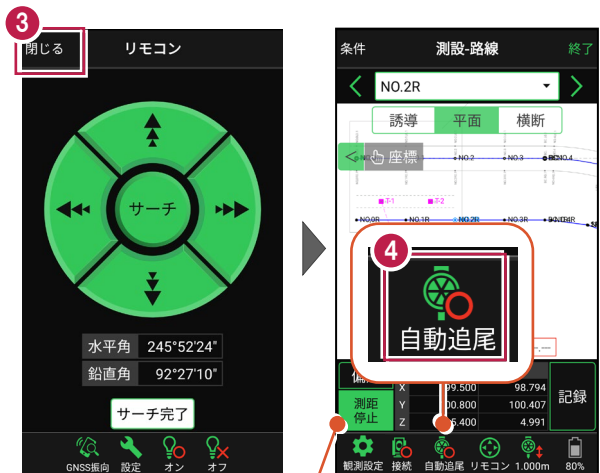 3
閉じる リモコン
サーチ
水平角 245°52'24"
鉛直角 92°27'10"
サーチ完了
GNSS振向 設定 オン オフ
条件 測設-路線 終了
NO.2R
誘導 平面 横断
座標
NO.2 NO.3
T-1 T-2
NO.0R NO.1R NO.2R NO.3R
4
自動追尾
X 98.794
測距停止 Y 100.407
Z 4.991
記録
観測設定 接続 自動追尾 リモコン 1.000m 80%